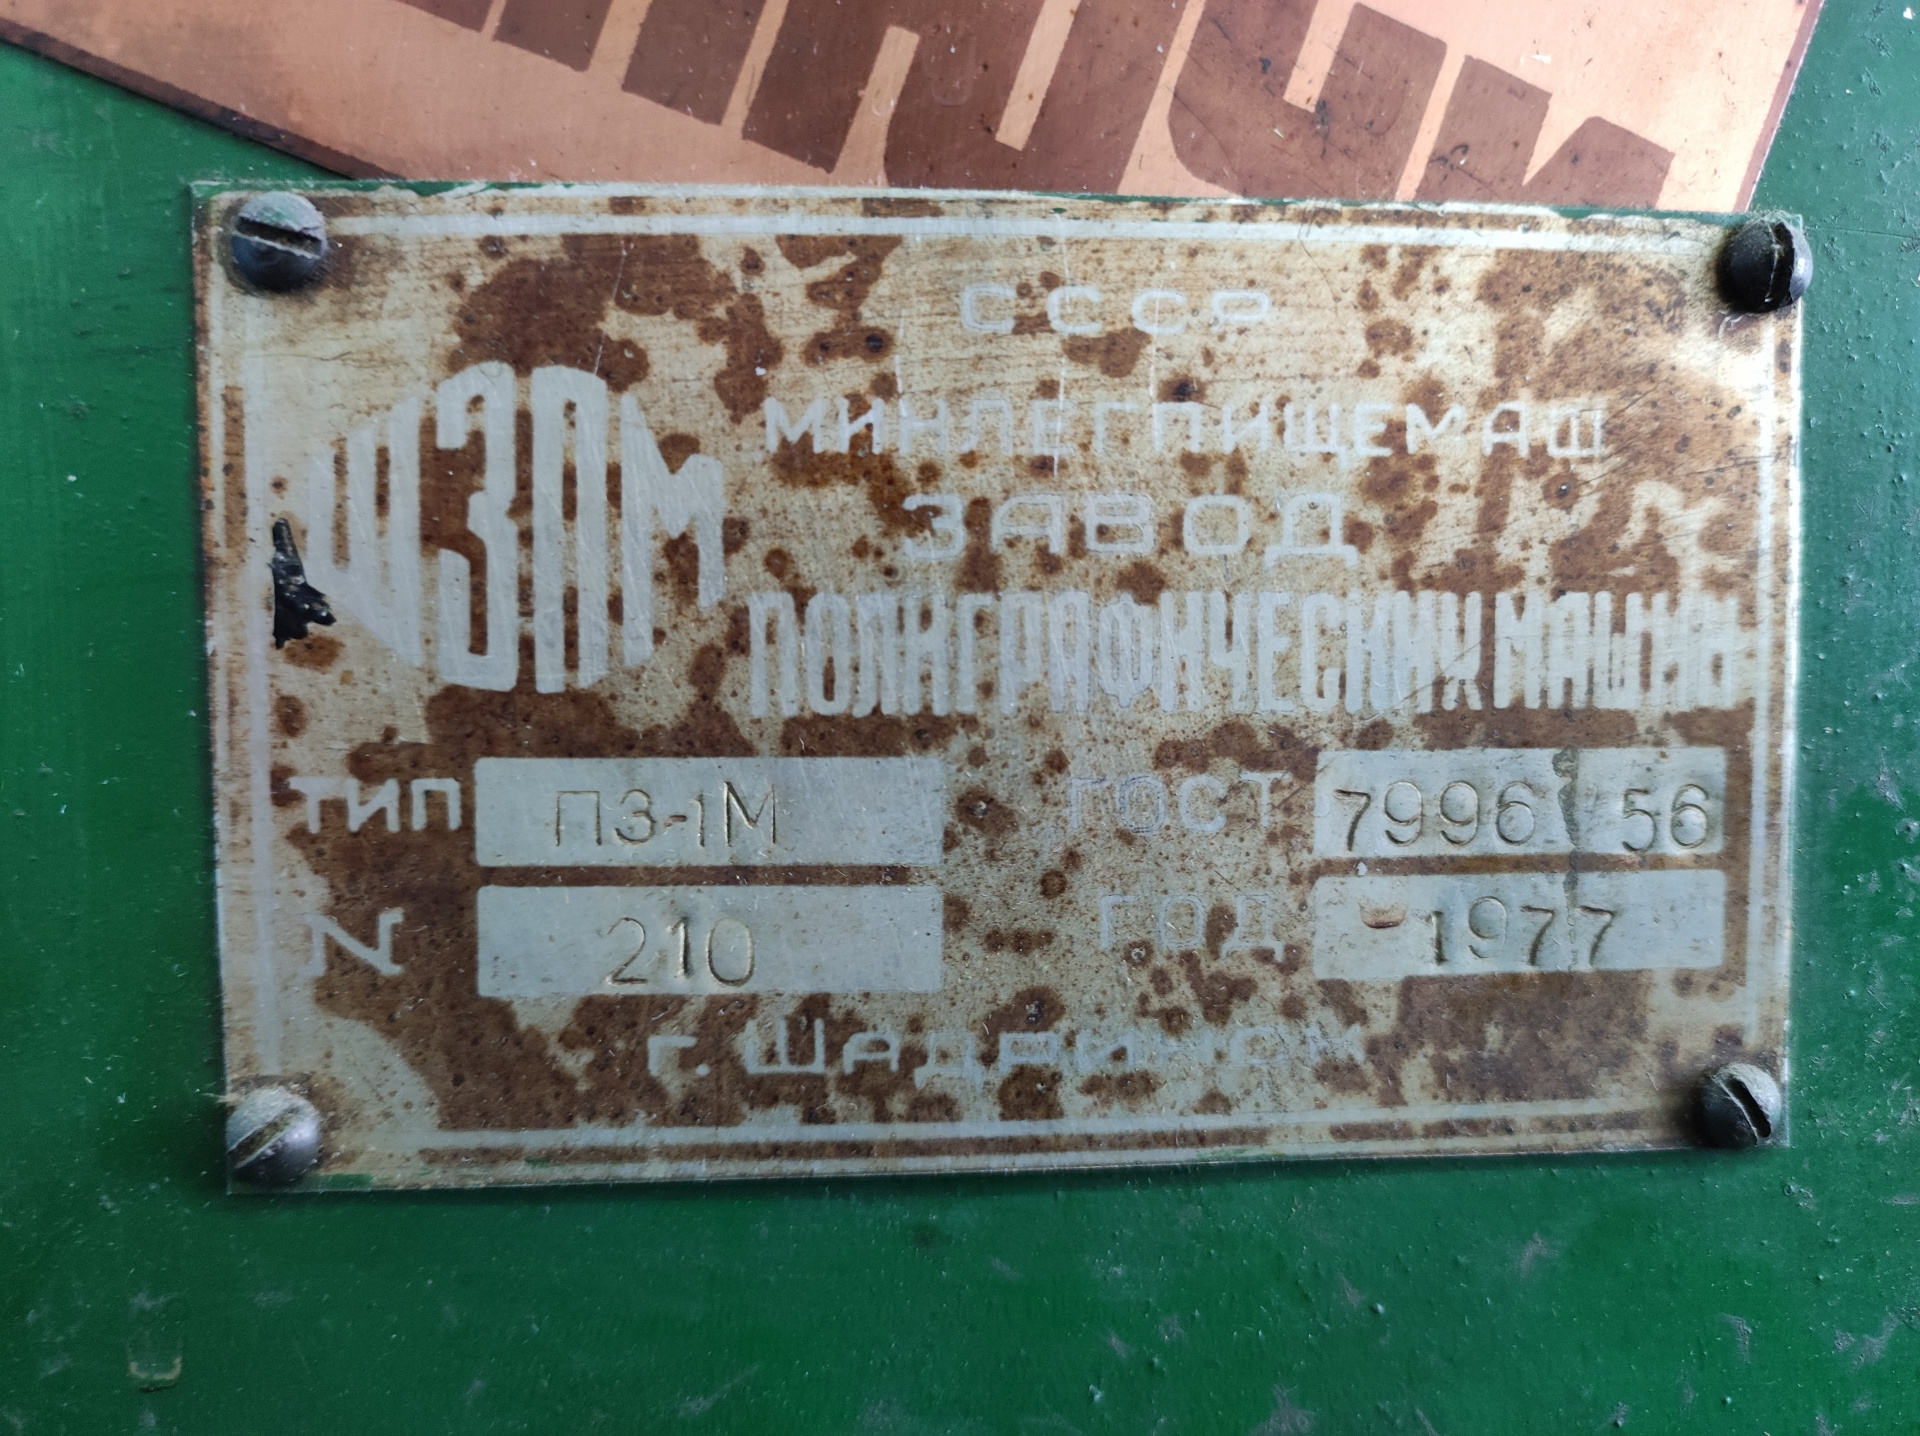 СССР
ШЗПМ
МИНЛЕГПИЩЕМАШ
ЗАВОД
ПОЛИГРАФИЧЕСКИХ МАШИН
ТИП ПЗ-1М ГОСТ 7996 56
N 210 ГОД 1977
г. ШАДРИНСК